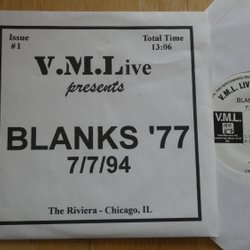 Issue
#1
Total Time
13:06
V.M.Live
presents
BLANKS '77
7/7/94
The Riviera - Chicago, IL
V.M.L.